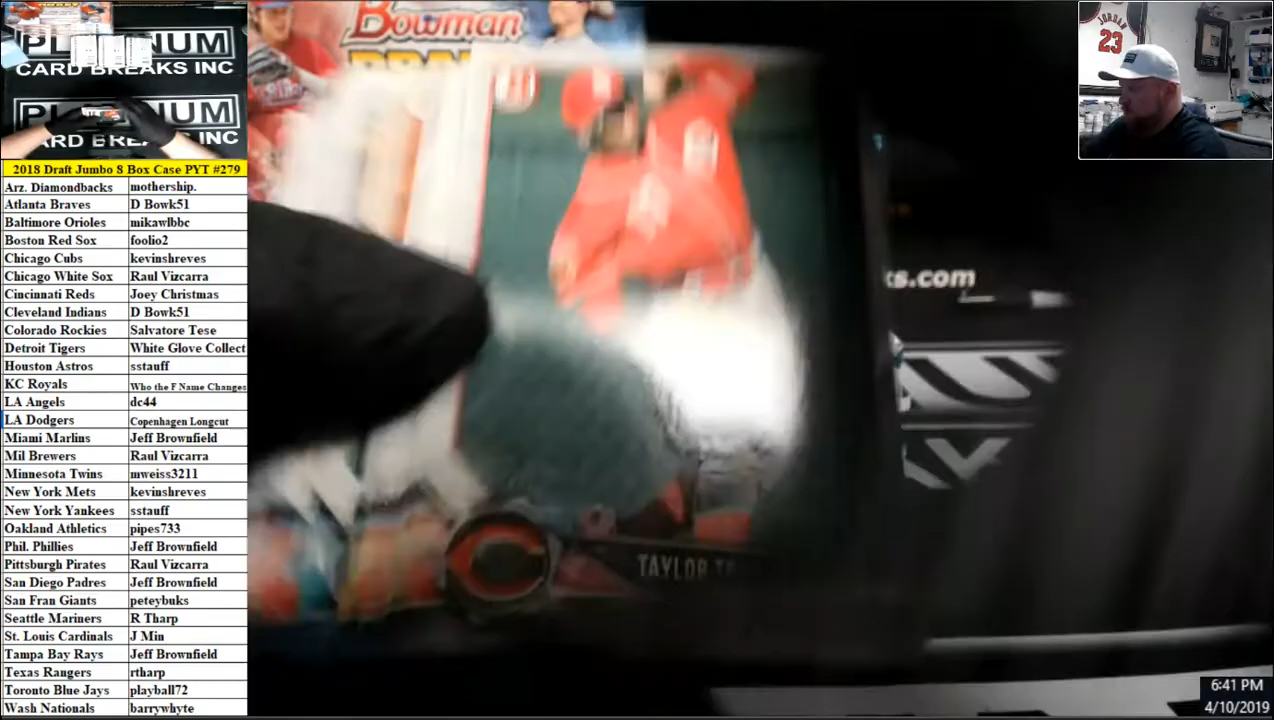 PLATINUM
CARD BREAKS INC
PLATINUM
CARD BREAKS INC
2018 Draft Jumbo 8 Box Case PYT #279
Arz. Diamondbacks mothership.
Atlanta Braves D Bowk51
Baltimore Orioles mikawlbbc
Boston Red Sox foolio2
Chicago Cubs kevinshreves
Chicago White Sox Raul Vizcarra
Cincinnati Reds Joey Christmas
Cleveland Indians D Bowk51
Colorado Rockies Salvatore Tese
Detroit Tigers White Glove Collect
Houston Astros sstauff
KC Royals Who the F Name Changes
LA Angels dc44
LA Dodgers Copenhagen Longcut
Miami Marlins Jeff Brownfield
Mil Brewers Raul Vizcarra
Minnesota Twins mweiss3211
New York Mets kevinshreves
New York Yankees sstauff
Oakland Athletics pipes733
Phil. Phillies Jeff Brownfield
Pittsburgh Pirates Raul Vizcarra
San Diego Padres Jeff Brownfield
San Fran Giants peteybuks
Seattle Mariners R Tharp
St. Louis Cardinals J Min
Tampa Bay Rays Jeff Brownfield
Texas Rangers rtharp
Toronto Blue Jays playball72
Wash Nationals barrywhyte
Bowman
TAYLOR
ks.com
JORDAN
23
6:41 PM
4/10/2019